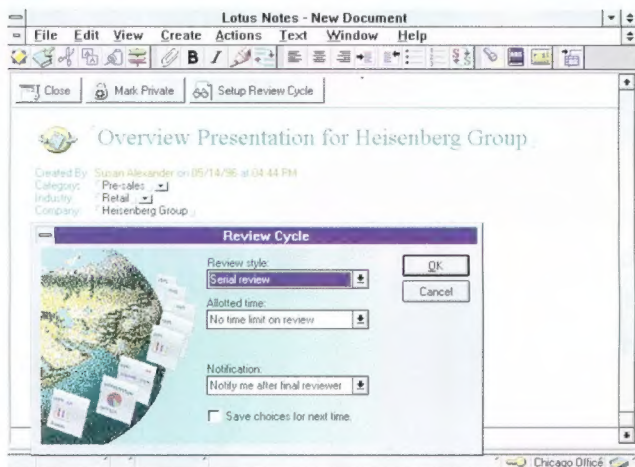 Lotus Notes - New Document
File Edit View Create Actions Text Window Help
B I
Close Mark Private Setup Review Cycle
Overview Presentation for Heisenberg Group
Created By: Susan Alexander on 05/14/96 at 04:44 PM
Category: Pre-sales
Industry: Retail
Company: Heisenberg Group
Review Cycle
Review style:
Serial review
OK
Cancel
Allotted time:
No time limit on review
Notification:
Notify me after final reviewer
Save choices for next time.
Chicago Office